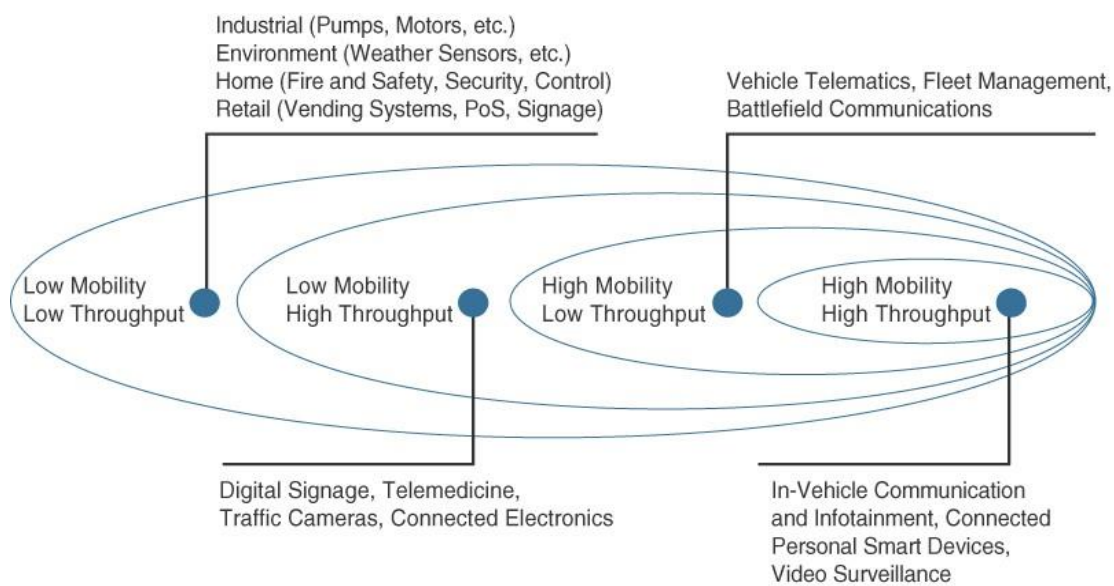 Industrial (Pumps, Motors, etc.)
Environment (Weather Sensors, etc.)
Home (Fire and Safety, Security, Control)
Retail (Vending Systems, PoS, Signage)
Vehicle Telematics, Fleet Management,
Battlefield Communications
Low Mobility
Low Throughput
Low Mobility
High Throughput
High Mobility
Low Throughput
High Mobility
High Throughput
Digital Signage, Telemedicine,
Traffic Cameras, Connected Electronics
In-Vehicle Communication
and Infotainment, Connected
Personal Smart Devices,
Video Surveillance